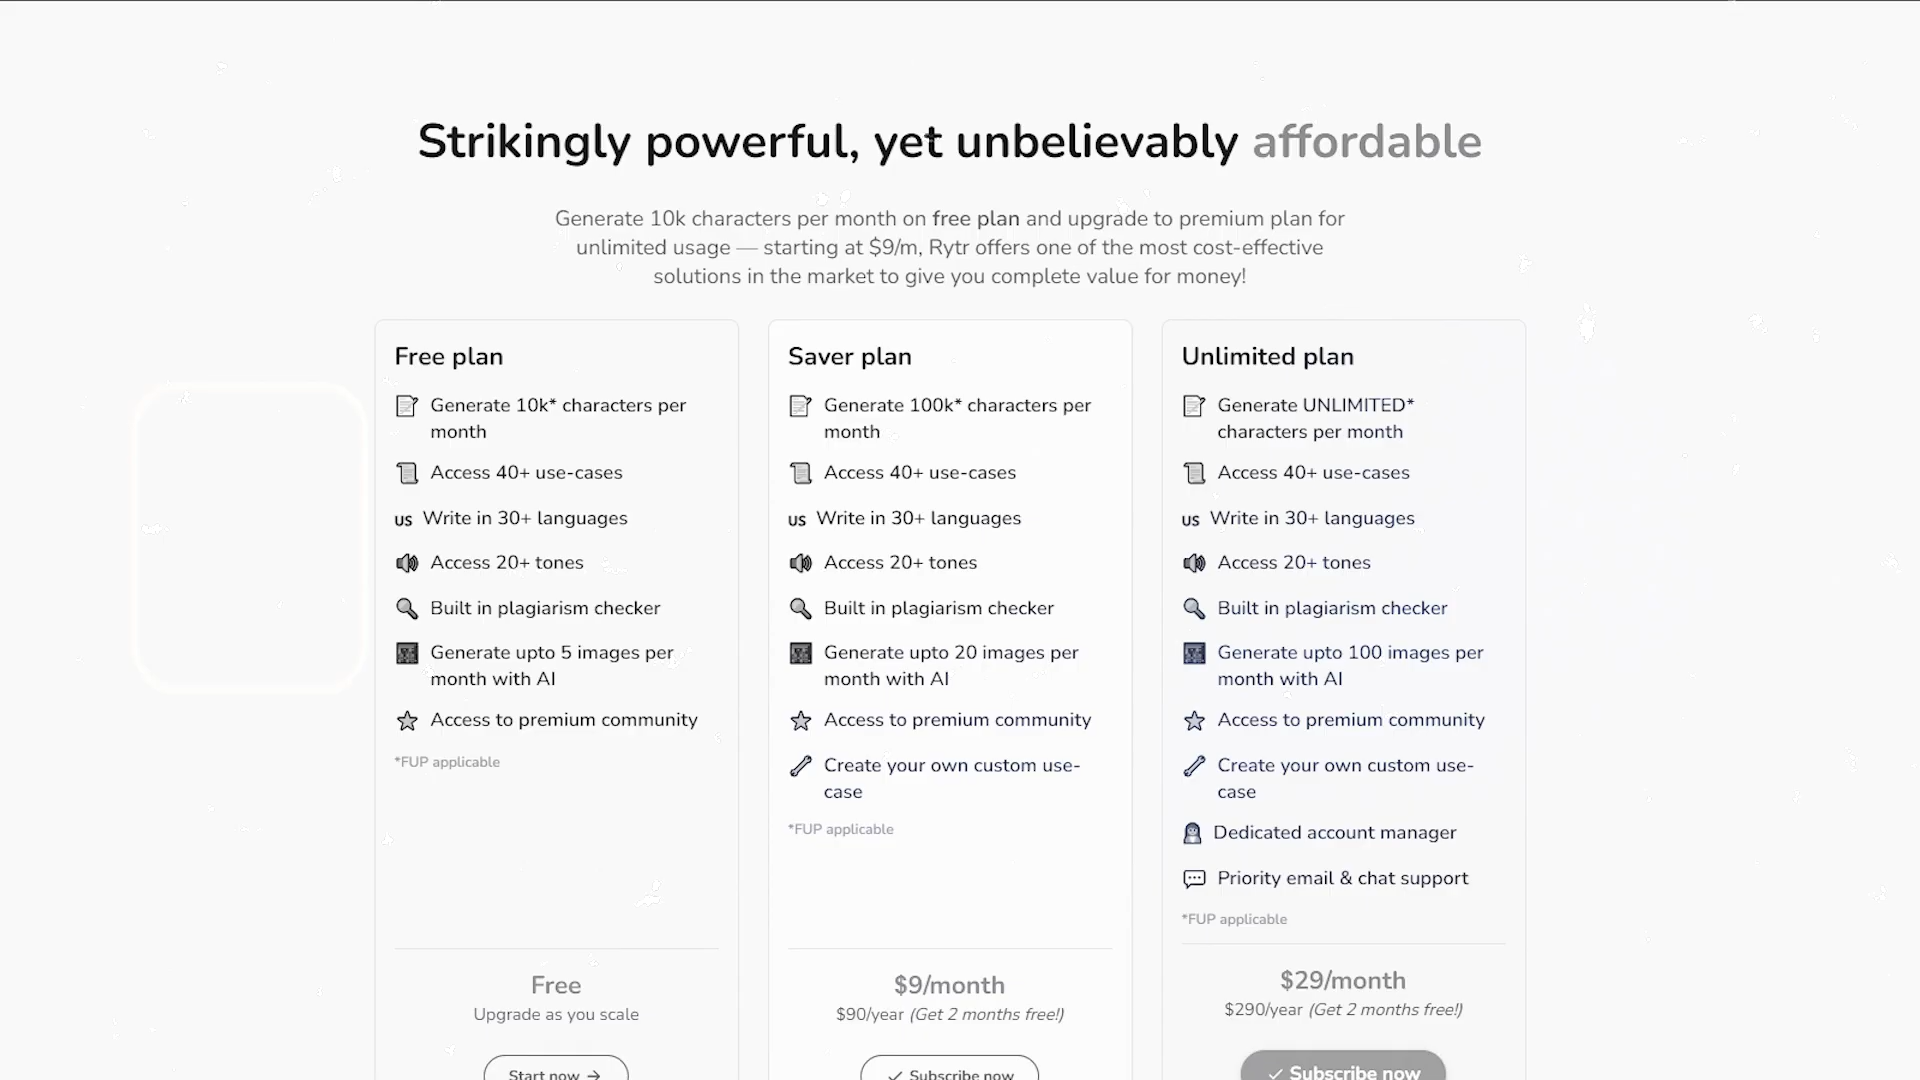 Strikingly powerful, yet unbelievably affordable
Generate 10k characters per month on free plan and upgrade to premium plan for
unlimited usage — starting at $9/m, Rytr offers one of the most cost-effective
solutions in the market to give you complete value for money!
Free plan
Generate 10k* characters per
month
Access 40+ use-cases
US Write in 30+ languages
Access 20+ tones
Built in plagiarism checker
Generate upto 5 images per
month with AI
Access to premium community
*FUP applicable
Free
Upgrade as you scale
Start now →
Saver plan
Generate 100k* characters per
month
Access 40+ use-cases
US Write in 30+ languages
Access 20+ tones
Built in plagiarism checker
Generate upto 20 images per
month with AI
Access to premium community
Create your own custom use-
case
*FUP applicable
$9/month
$90/year (Get 2 months free!)
✓ Subscribe now
Unlimited plan
Generate UNLIMITED*
characters per month
Access 40+ use-cases
US Write in 30+ languages
Access 20+ tones
Built in plagiarism checker
Generate upto 100 images per
month with AI
Access to premium community
Create your own custom use-
case
Dedicated account manager
Priority email & chat support
*FUP applicable
$29/month
$290/year (Get 2 months free!)
✓ Subscribe now